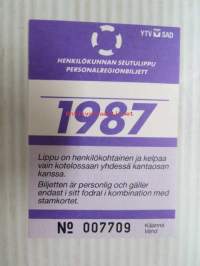 YTV SAD
HENKILÖKUNNAN SEUTULIPPU
PERSONALREGIONBILJETT
1987
Lippu on henkilökohtainen ja kelpaa
vain kotelossaan yhdessä kantaosan
kanssa.
Biljetten är personlig och gäller
endast i sitt fodral i kombination med
stamkortet.
№ 007709
Käännä
Vänd